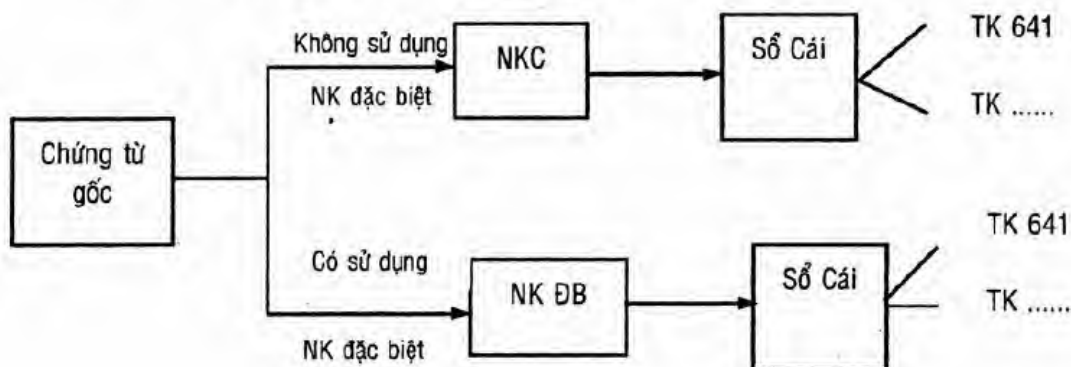 Chứng từ
gốc
Không sử dụng
NK đặc biệt
NKC
Sổ Cái
TK 641
TK ......
Có sử dụng
NK đặc biệt
NK ĐB
Sổ Cái
TK 641
TK ......